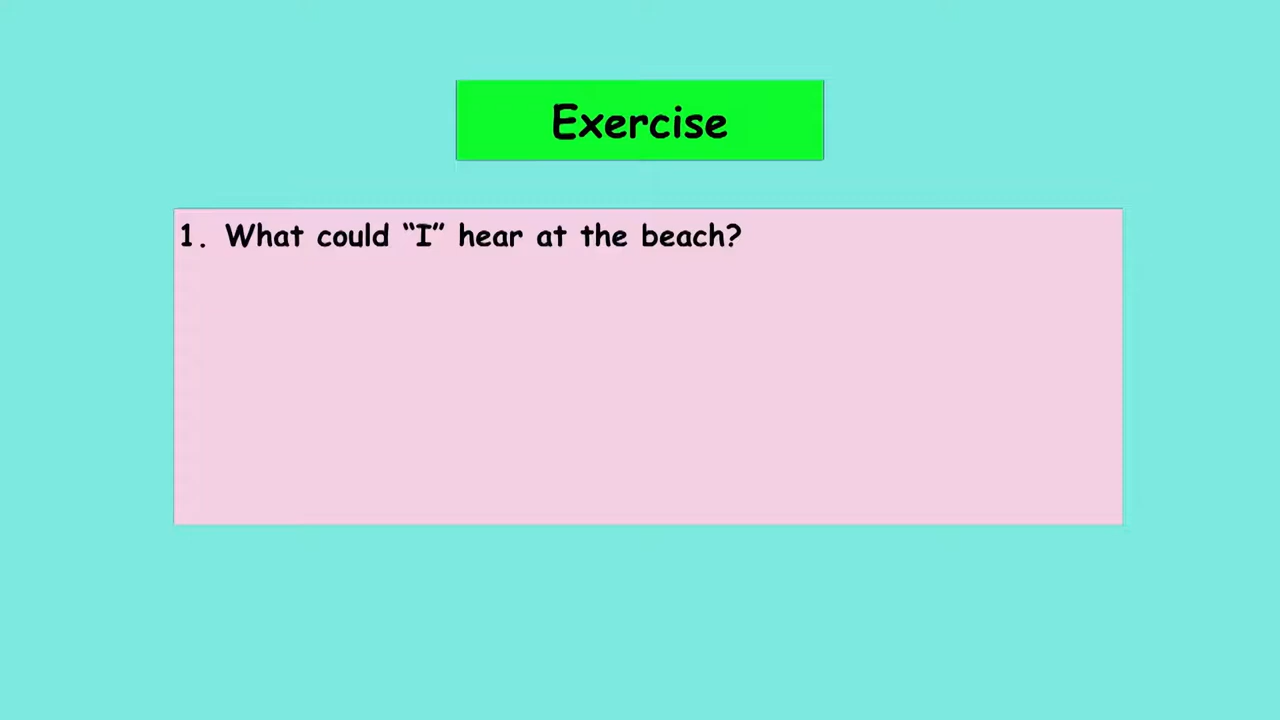 Exercise
1. What could “I” hear at the beach?